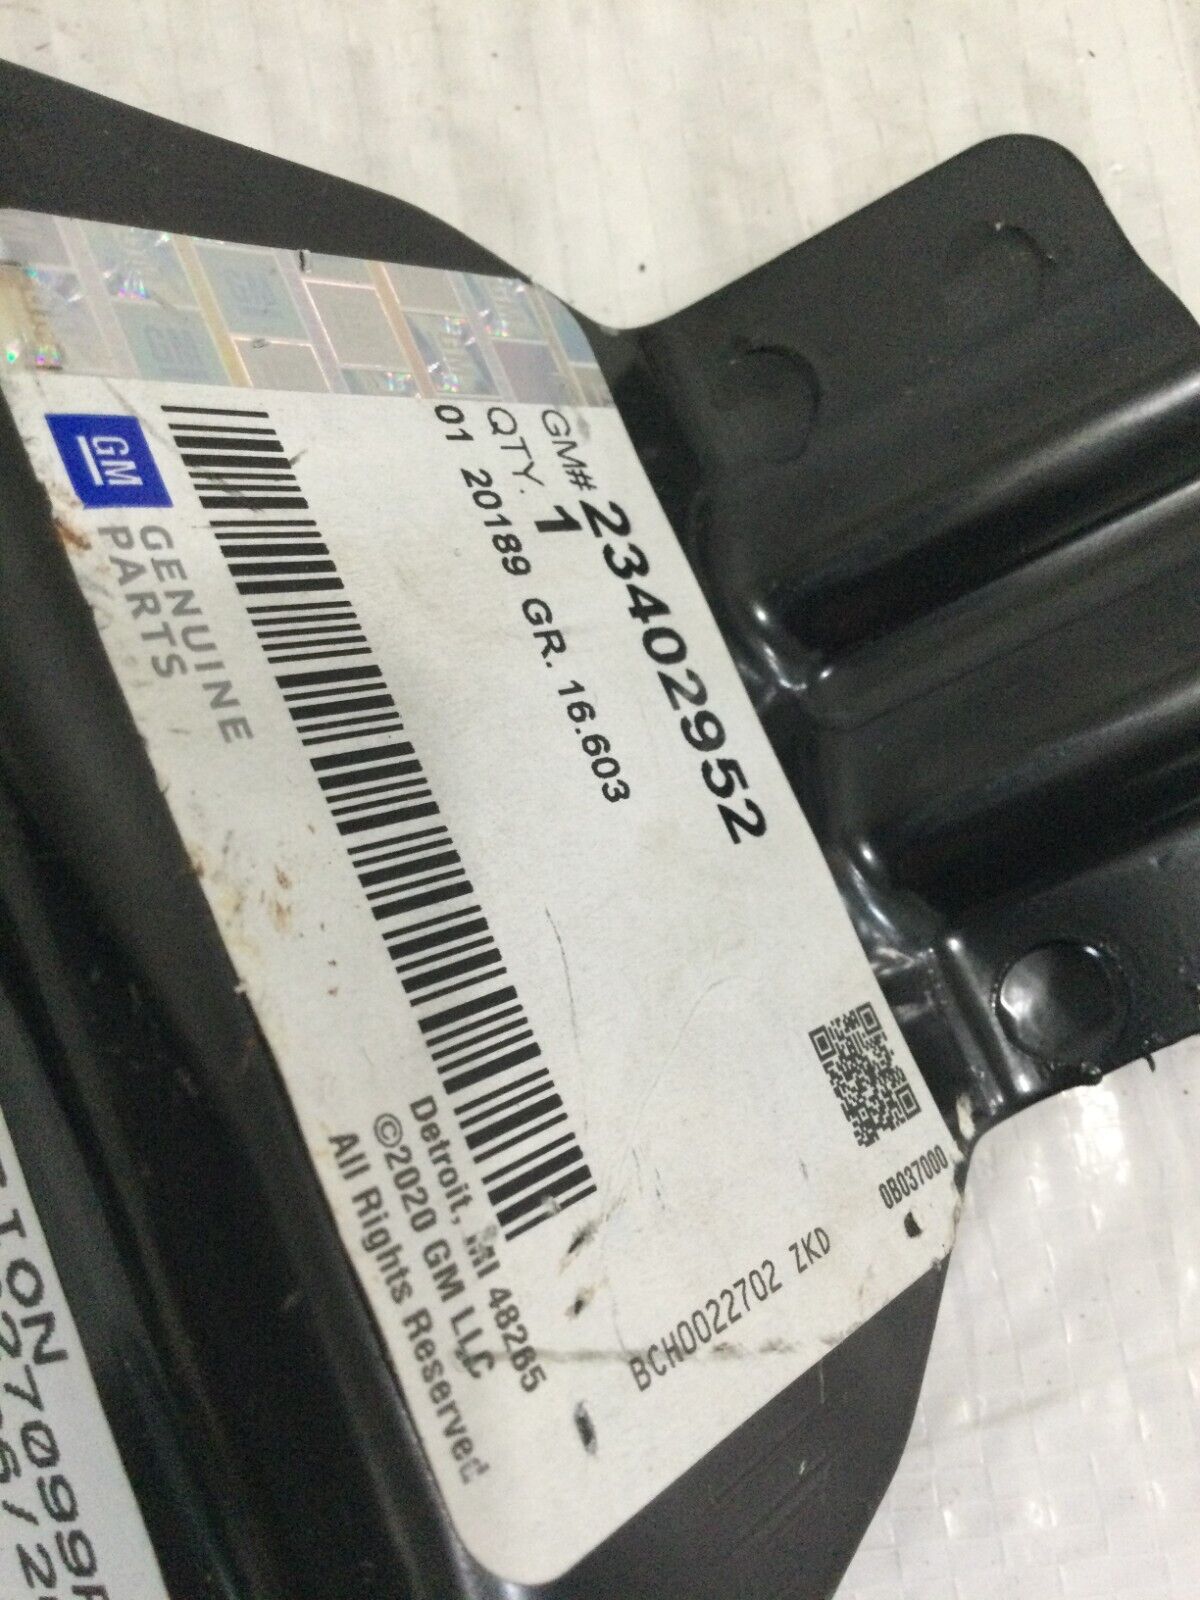 GM# 23402952
QTY. 1
01 20189 GR. 16.603
GM
GENUINE
PARTS
Detroit, MI 48265
©2020 GM LLC
All Rights Reserved
0B037000
BCH0022702 ZKD